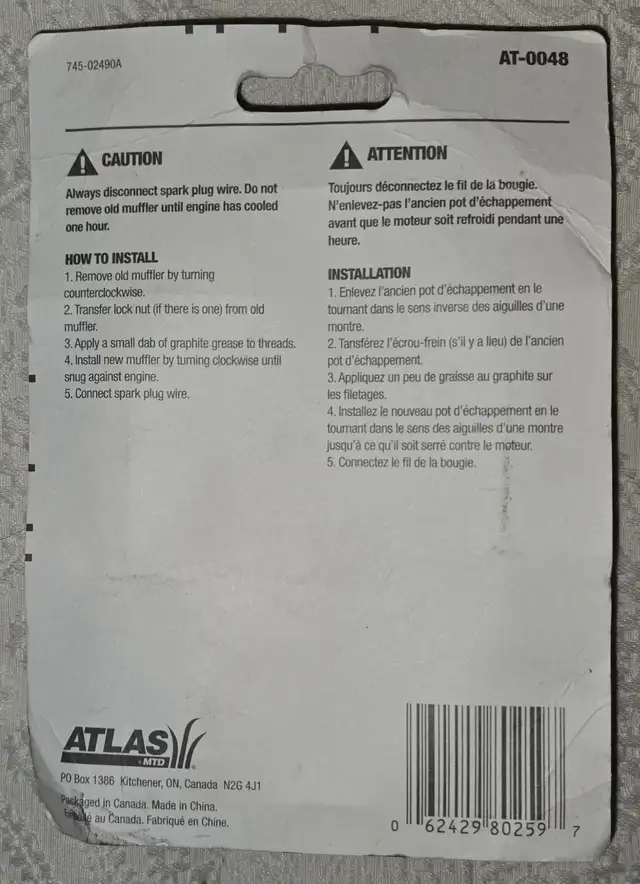 745-02490A
AT-0048
CAUTION
Always disconnect spark plug wire. Do not
remove old muffler until engine has cooled
one hour.
HOW TO INSTALL
1. Remove old muffler by turning
counterclockwise.
2. Transfer lock nut (if there is one) from old
muffler.
3. Apply a small dab of graphite grease to threads.
4. Install new muffler by turning clockwise until
snug against engine.
5. Connect spark plug wire.
ATTENTION
Toujours déconnectez le fil de la bougie.
N'enlevez-pas l'ancien pot d'échappement
avant que le moteur soit refroidi pendant une
heure.
INSTALLATION
1. Enlevez l'ancien pot d'échappement en le
tournant dans le sens inverse des aiguilles d'une
montre.
2. Tansférez l'écrou-frein (s'il y a lieu) de l'ancien
pot d'échappement.
3. Appliquez un peu de graisse au graphite sur
les filetages.
4. Installez le nouveau pot d'échappement en le
tournant dans le sens des aiguilles d'une montre
jusqu'à ce qu'il soit serré contre le moteur.
5. Connectez le fil de la bougie.
ATLAS
MTD
PO Box 1386 Kitchener, ON, Canada N2G 4J1
Packaged in Canada. Made in China.
au Canada. Fabriqué en Chine.
0 62429 80259 7